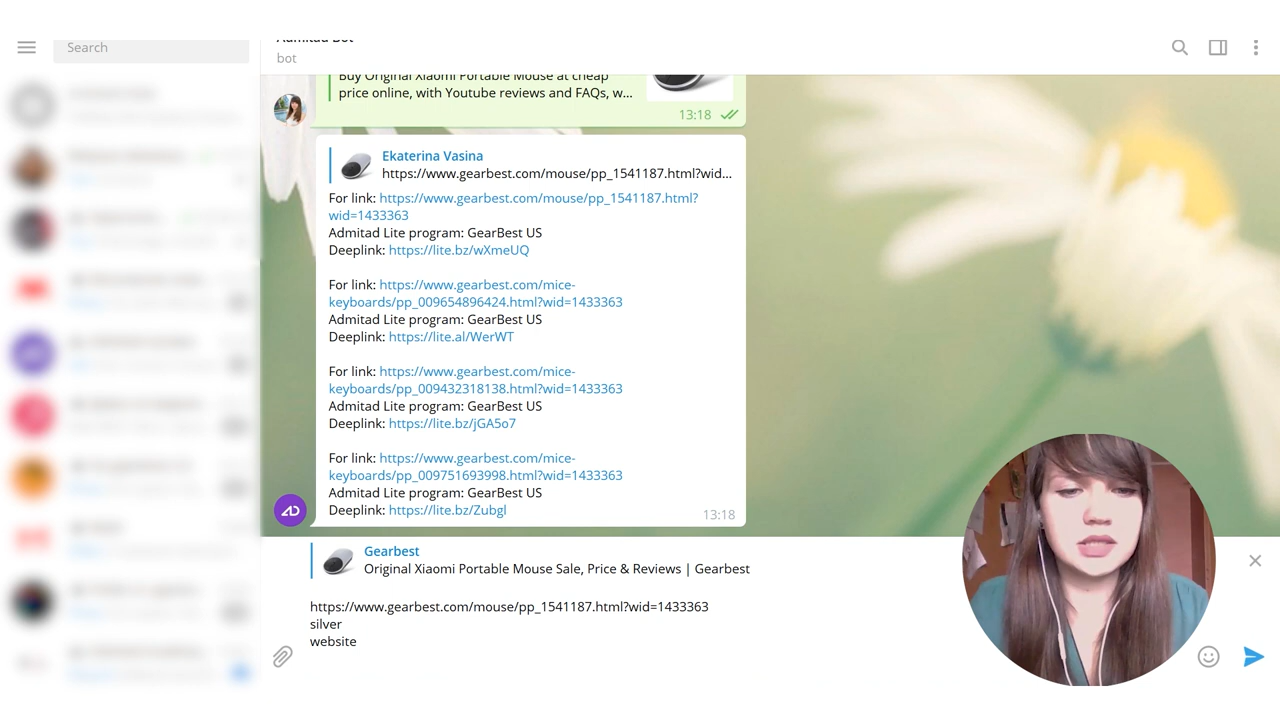 Search
Admitad Bot
bot
Buy Original Xiaomi Portable Mouse at cheap
price online, with Youtube reviews and FAQs, w...
13:18
Ekaterina Vasina
https://www.gearbest.com/mouse/pp_1541187.html?wid...
For link: https://www.gearbest.com/mouse/pp_1541187.html?
wid=1433363
Admitad Lite program: GearBest US
Deeplink: https://lite.bz/wXmeUQ
For link: https://www.gearbest.com/mice-
keyboards/pp_009654896424.html?wid=1433363
Admitad Lite program: GearBest US
Deeplink: https://lite.al/WerWT
For link: https://www.gearbest.com/mice-
keyboards/pp_009432318138.html?wid=1433363
Admitad Lite program: GearBest US
Deeplink: https://lite.bz/jGA5o7
For link: https://www.gearbest.com/mice-
keyboards/pp_009751693998.html?wid=1433363
Admitad Lite program: GearBest US
Deeplink: https://lite.bz/Zubgl
13:18
Gearbest
Original Xiaomi Portable Mouse Sale, Price & Reviews | Gearbest
https://www.gearbest.com/mouse/pp_1541187.html?wid=1433363
silver
website